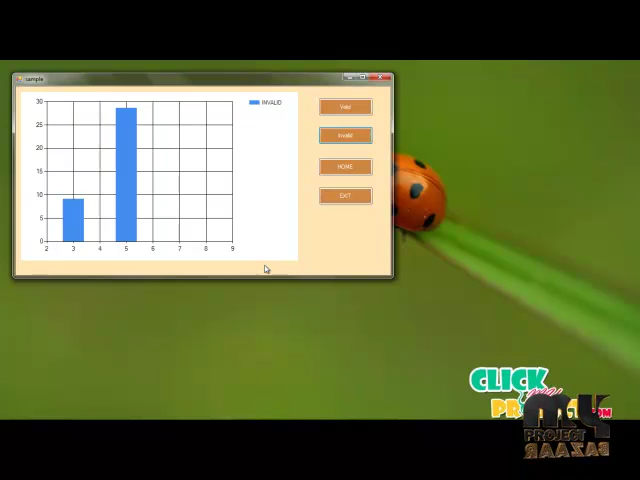 sample
30
25
20
15
10
5
0
2 3 4 5 6 7 8 9
INVALID
Valid
Invalid
HOME
EXIT
CLICK
MY
PROJECT
BAZAAR